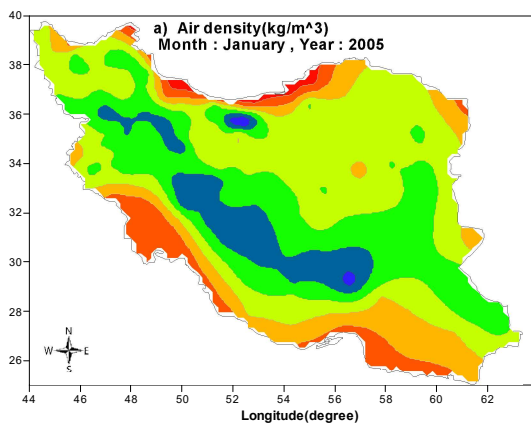 a) Air density(kg/m^3)
Month : January , Year : 2005
40
38
36
34
32
30
28
26
N
W E
S
44 46 48 50 52 54 56 58 60 62
Longitude(degree)